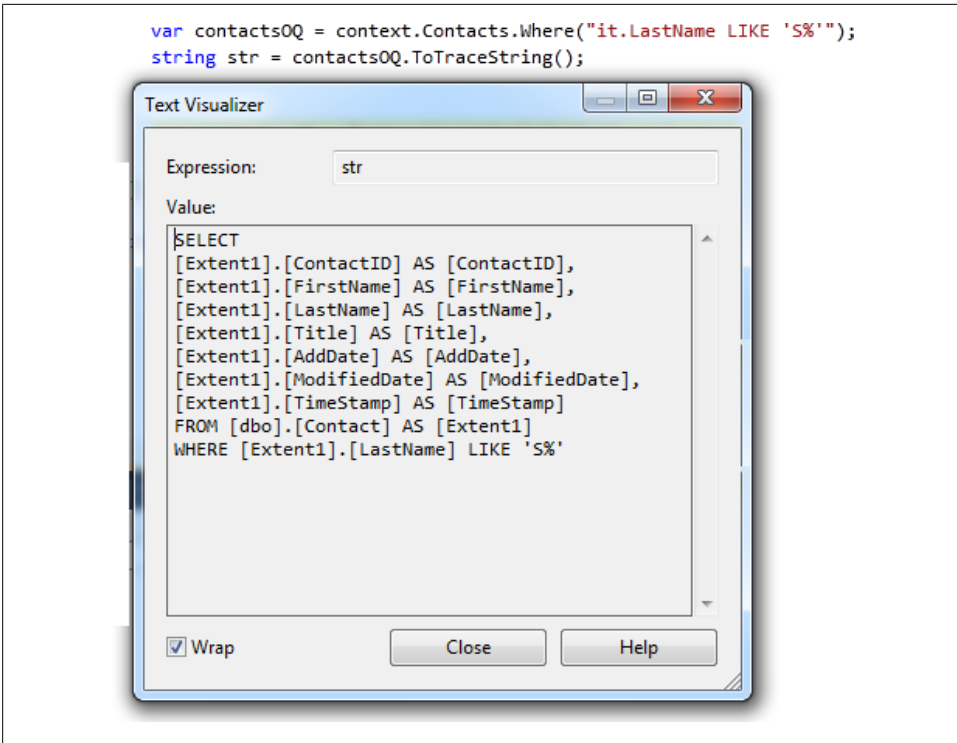 var contactsOQ = context.Contacts.Where("it.LastName LIKE 'S%'");
string str = contactsOQ.ToTraceString();
Text Visualizer
Expression: str
Value:
SELECT
[Extent1].[ContactID] AS [ContactID],
[Extent1].[FirstName] AS [FirstName],
[Extent1].[LastName] AS [LastName],
[Extent1].[Title] AS [Title],
[Extent1].[AddDate] AS [AddDate],
[Extent1].[ModifiedDate] AS [ModifiedDate],
[Extent1].[TimeStamp] AS [TimeStamp]
FROM [dbo].[Contact] AS [Extent1]
WHERE [Extent1].[LastName] LIKE 'S%'
Wrap Close Help